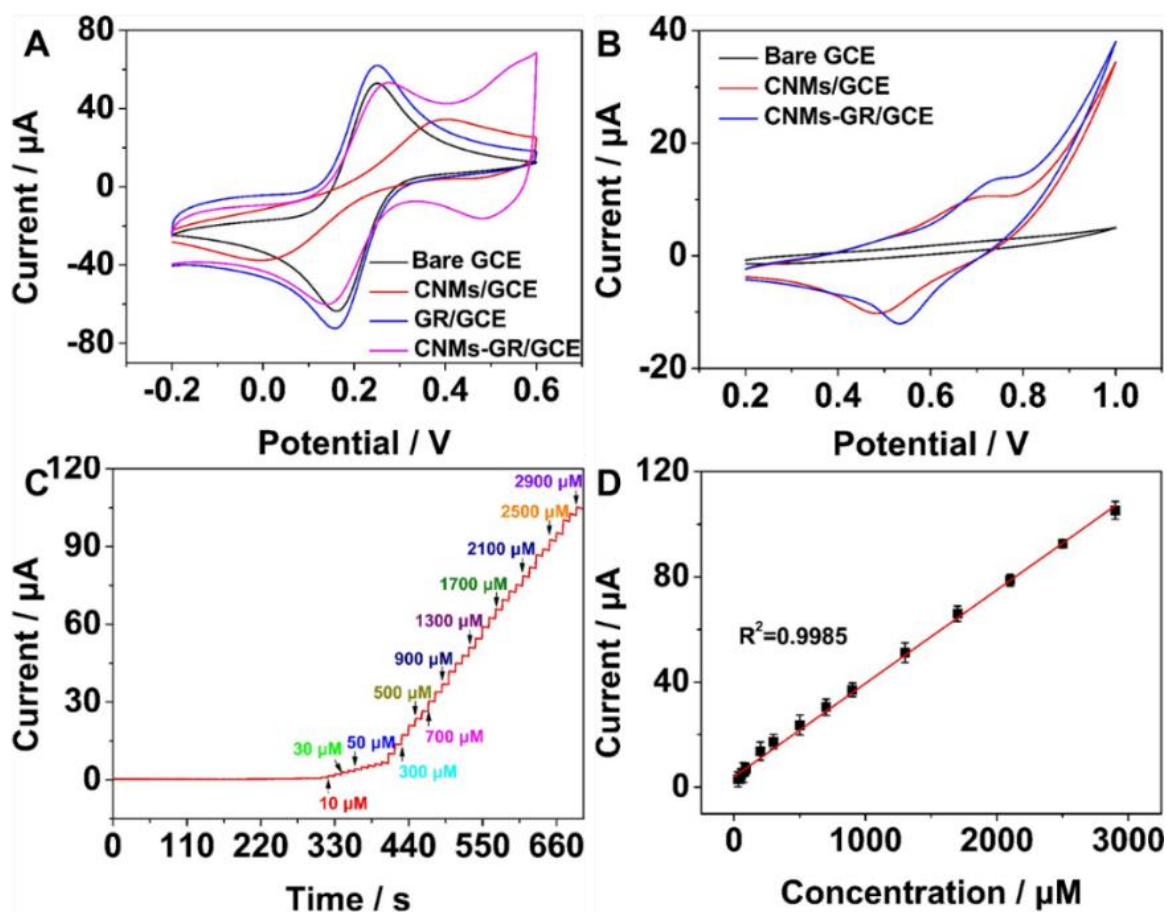 A
80
40
0
-40
-80
Current / µA
Bare GCE
CNMs/GCE
GR/GCE
CNMs-GR/GCE
-0.2 0.0 0.2 0.4 0.6
Potential / V
B
40
20
0
-20
Current / µA
Bare GCE
CNMs/GCE
CNMs-GR/GCE
0.2 0.4 0.6 0.8 1.0
Potential / V
C
120
90
60
30
0
Current / µA
2900 µM
2500 µM
2100 µM
1700 µM
1300 µM
900 µM
500 µM
30 µM
50 µM
700 µM
300 µM
10 µM
0 110 220 330 440 550 660
Time / s
D
120
80
40
0
Current / µA
R²=0.9985
0 1000 2000 3000
Concentration / µM